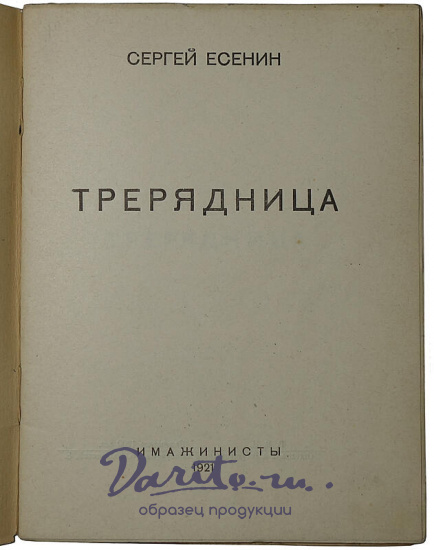 СЕРГЕЙ ЕСЕНИН
ТРЕРЯДНИЦА
ИМАЖИНИСТЫ
1921
Darito.ru.
образец продукции